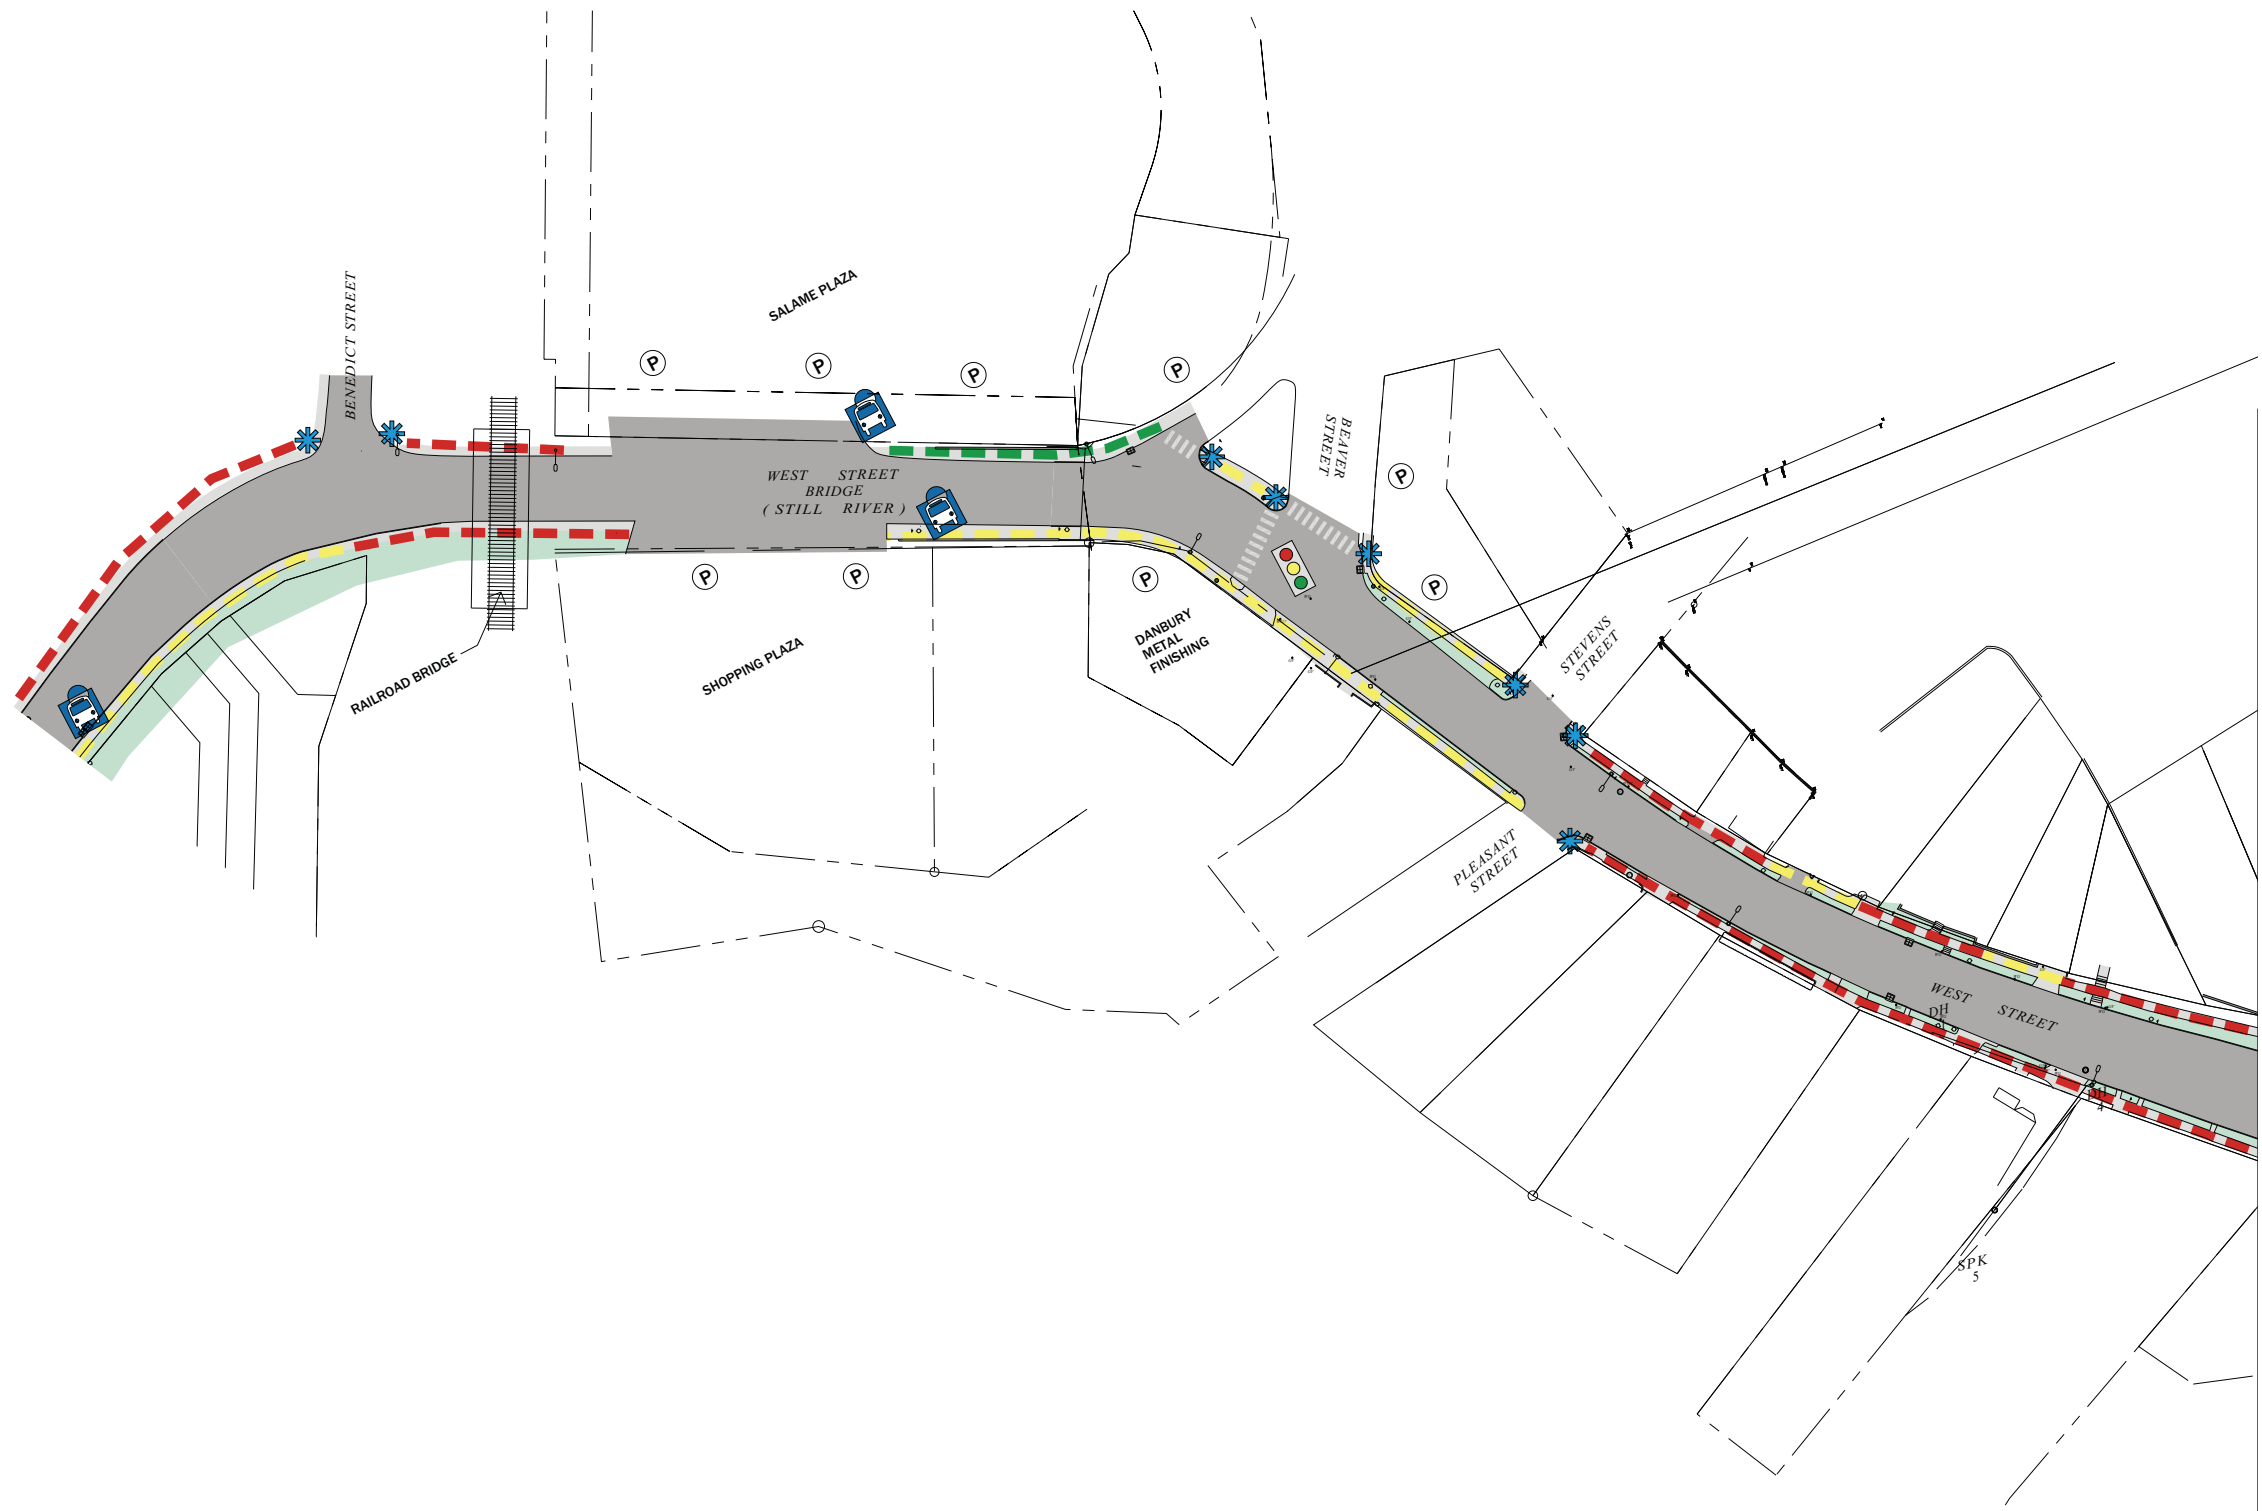 BENEDICT STREET
SALAME PLAZA
P
P
P
P
BEAVER
STREET
P
WEST STREET
BRIDGE
( STILL RIVER )
P
P
P
P
DANBURY
METAL
FINISHING
STEVENS
STREET
RAILROAD BRIDGE
SHOPPING PLAZA
PLEASANT
STREET
WEST STREET
DH
SPK
5